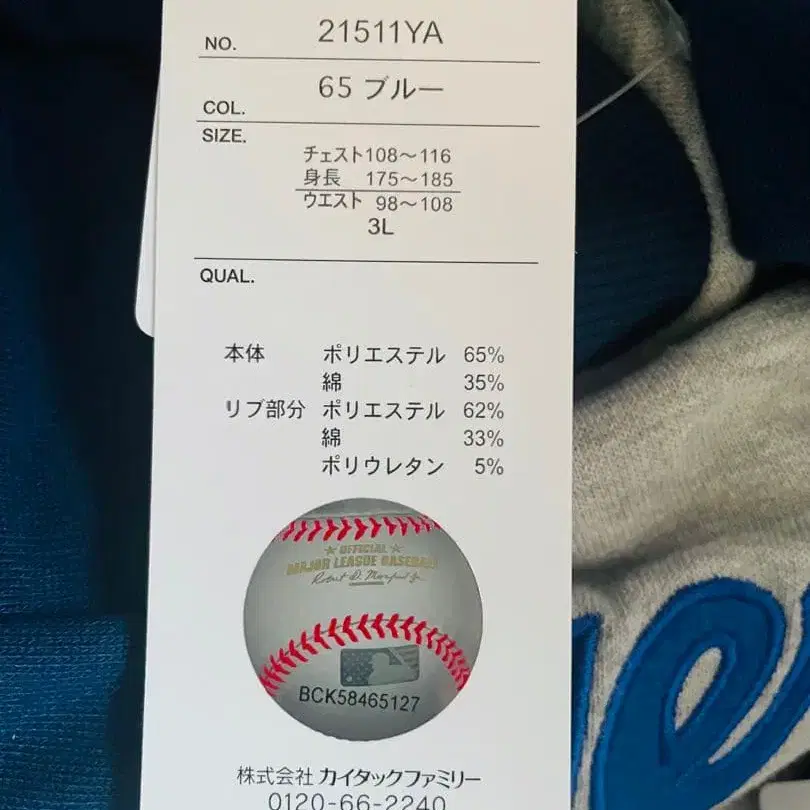 NO. 21511YA
COL. 65 ブルー
SIZE.
チェスト108～116
身長 175～185
ウエスト 98～108
3L
QUAL.
本体 ポリエステル 65%
綿 35%
リブ部分 ポリエステル 62%
綿 33%
ポリウレタン 5%
OFFICIAL
MAJOR LEAGUE BASEBALL
BCK58465127
株式会社 カイタックファミリー
0120-66-2240